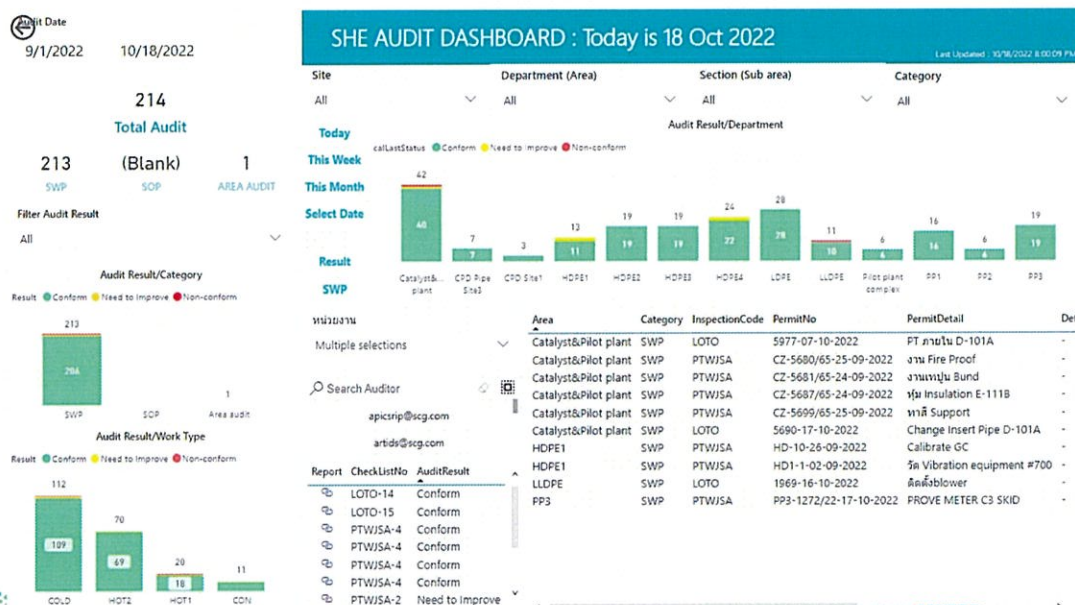 Audit Date
9/1/2022 10/18/2022
214
Total Audit
213 (Blank) 1
SWP SOP AREA AUDIT
Filter Audit Result
All
Audit Result/Category
Result Conform Need to Improve Non-conform
213
206
1
SWP SOP Area audit
Audit Result/Work Type
Result Conform Need to Improve Non-conform
112
70
20
11
109
69
18
COLD HOT2 HOT1 CON
SHE AUDIT DASHBOARD : Today is 18 Oct 2022
Last Updated : 10/18/2022 8:00:09 PM
Site Department (Area) Section (Sub area) Category
All All All All
Today
This Week
This Month
Select Date
Result
SWP
Audit Result/Department
calLastStatus Conform Need to Improve Non-conform
42 7 3 13 19 19 24 28 11 6 16 6 19
40 7 11 19 19 22 28 10 6 16 6 19
Catalyst&... plant CPD Pipe Site3 CPD Site1 HDPE1 HDPE2 HDPE3 HDPE4 LDPE LLDPE Pilot plant complex PP1 PP2 PP3
หน่วยงาน
Multiple selections
Search Auditor
apicsrip@scg.com
artids@scg.com
Report CheckListNo AuditResult
LOTO-14 Conform
LOTO-15 Conform
PTWJSA-4 Conform
PTWJSA-4 Conform
PTWJSA-4 Conform
PTWJSA-4 Conform
PTWJSA-2 Need to Improve
Area Category InspectionCode PermitNo PermitDetail
Catalyst&Pilot plant SWP LOTO 5977-07-10-2022 PT ภายใน D-101A -
Catalyst&Pilot plant SWP PTWJSA CZ-5680/65-25-09-2022 งาน Fire Proof -
Catalyst&Pilot plant SWP PTWJSA CZ-5681/65-24-09-2022 งานเทปูน Bund -
Catalyst&Pilot plant SWP PTWJSA CZ-5687/65-24-09-2022 หุ้ม Insulation E-111B -
Catalyst&Pilot plant SWP PTWJSA CZ-5699/65-25-09-2022 ทาสี Support -
Catalyst&Pilot plant SWP LOTO 5690-17-10-2022 Change Insert Pipe D-101A -
HDPE1 SWP PTWJSA HD-10-26-09-2022 Calibrate GC -
HDPE1 SWP PTWJSA HD1-1-02-09-2022 วัด Vibration equipment #700 -
LLDPE SWP LOTO 1969-16-10-2022 ติดตั้งblower -
PP3 SWP PTWJSA PP3-1272/22-17-10-2022 PROVE METER C3 SKID -